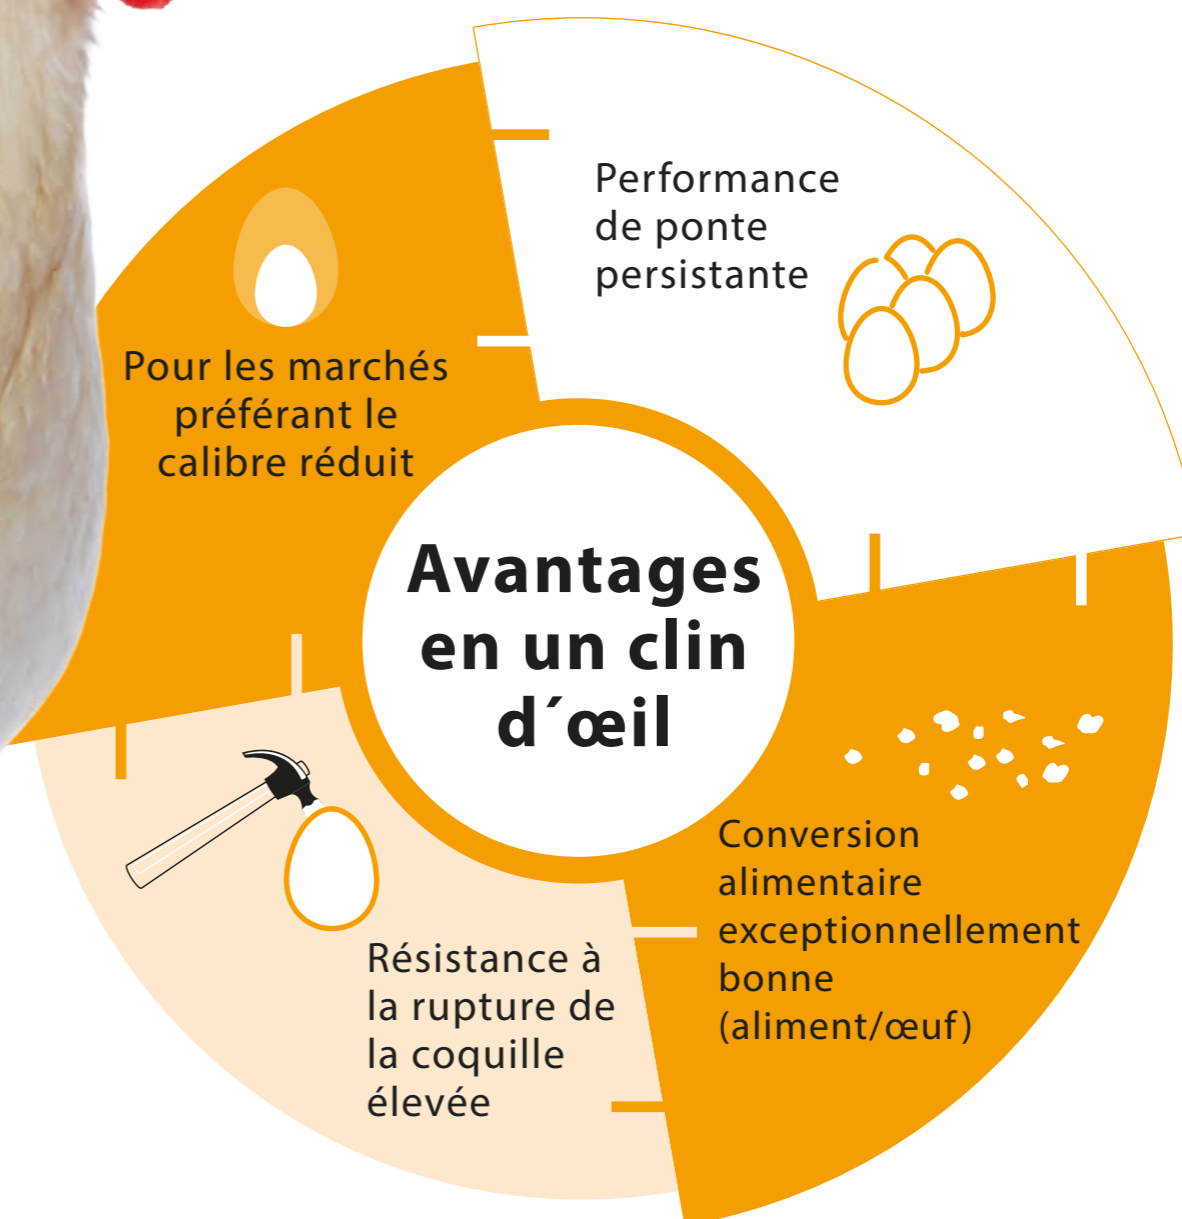 Performance
de ponte
persistante
Pour les marchés
préférant le
calibre réduit
Avantages
en un clin
d´œil
Conversion
alimentaire
exceptionnellement
bonne
(aliment/œuf)
Résistance à
la rupture de
la coquille
élevée